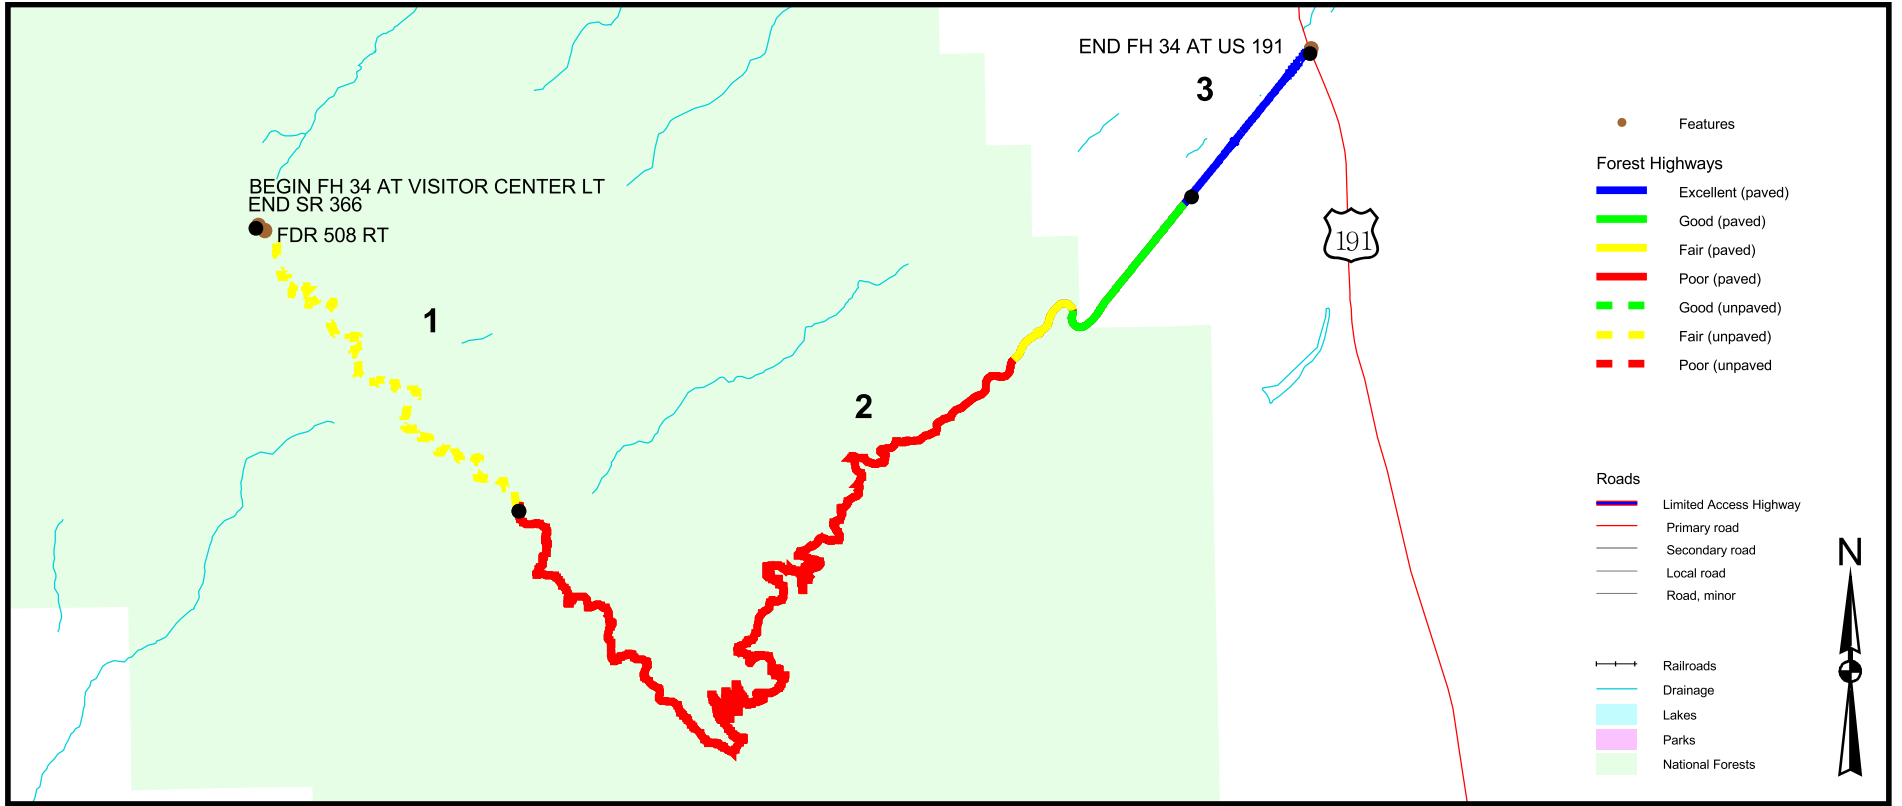 END FH 34 AT US 191
3
BEGIN FH 34 AT VISITOR CENTER LT
END SR 366
FDR 508 RT
1
2
191
Features
Forest Highways
Excellent (paved)
Good (paved)
Fair (paved)
Poor (paved)
Good (unpaved)
Fair (unpaved)
Poor (unpaved
Roads
Limited Access Highway
Primary road
Secondary road
Local road
Road, minor
Railroads
Drainage
Lakes
Parks
National Forests
N